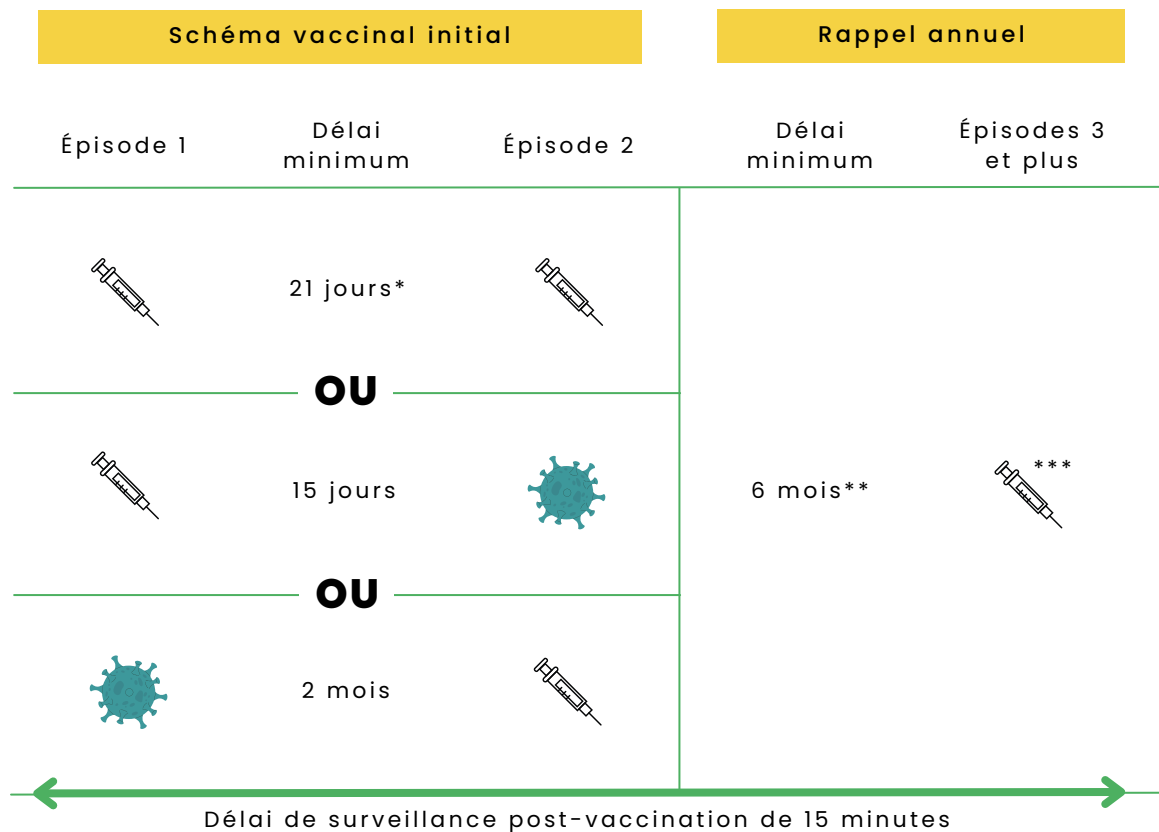 Schéma vaccinal initial
Rappel annuel
Épisode 1
Délai
minimum
Épisode 2
Délai
minimum
Épisodes 3
et plus
21 jours*
OU
15 jours
6 mois**
***
OU
2 mois
Délai de surveillance post-vaccination de 15 minutes